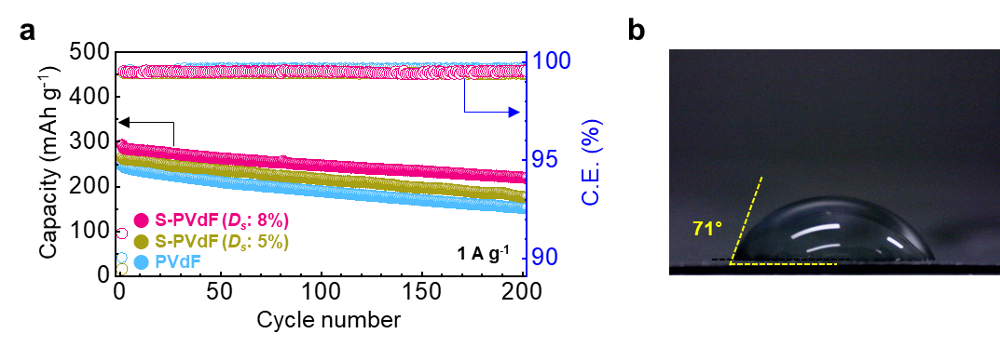 a
500
400
300
200
100
0
Capacity (mAh g-1)
S-PVdF (Ds: 8%)
S-PVdF (Ds: 5%)
PVdF
1 A g-1
0
50
100
150
200
Cycle number
100
95
90
C.E. (%)
b
71°